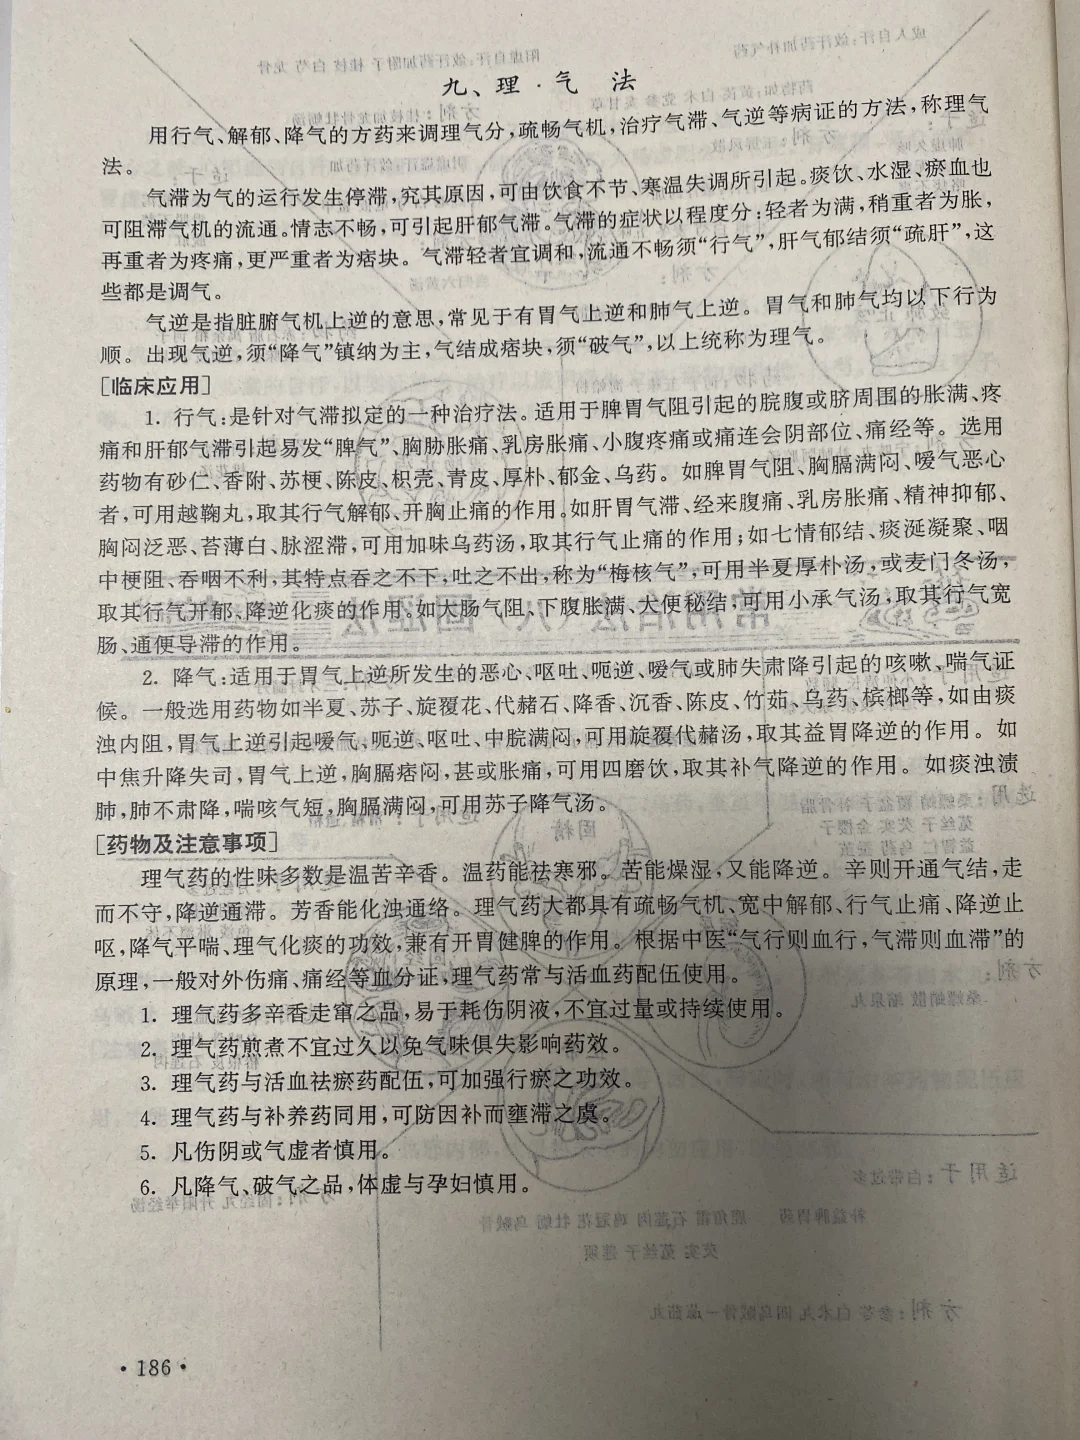 九、理·气 法
用行气、解郁、降气的方药来调理气分,疏畅气机,治疗气滞、气逆等病证的方法,称理气
法。
气滞为气的运行发生停滞,究其原因,可由饮食不节、寒温失调所引起。痰饮、水湿、瘀血也
可阻滞气机的流通。情志不畅,可引起肝郁气滞。气滞的症状以程度分:轻者为满,稍重者为胀,
再重者为疼痛,更严重者为痞块。气滞轻者宜调和,流通不畅须“行气”,肝气郁结须“疏肝”,这
些都是调气。
气逆是指脏腑气机上逆的意思,常见于有胃气上逆和肺气上逆。胃气和肺气均以下行为
顺。出现气逆,须“降气”镇纳为主,气结成痞块,须“破气”,以上统称为理气。
[临床应用]
1. 行气:是针对气滞拟定的一种治疗法。适用于脾胃气阻引起的脘腹或脐周围的胀满、疼
痛和肝郁气滞引起易发“脾气”、胸胁胀痛、乳房胀痛、小腹疼痛或痛连会阴部位、痛经等。选用
药物有砂仁、香附、苏梗、陈皮、枳壳、青皮、厚朴、郁金、乌药。如脾胃气阻、胸膈满闷、嗳气恶心
者,可用越鞠丸,取其行气解郁、开胸止痛的作用。如肝胃气滞、经来腹痛、乳房胀痛、精神抑郁、
胸闷泛恶、苔薄白、脉涩滞,可用加味乌药汤,取其行气止痛的作用;如七情郁结、痰涎凝聚、咽
中梗阻、吞咽不利,其特点吞之不下,吐之不出,称为“梅核气”,可用半夏厚朴汤,或麦门冬汤,
取其行气开郁、降逆化痰的作用。如大肠气阻,下腹胀满、大便秘结,可用小承气汤,取其行气宽
肠、通便导滞的作用。
2. 降气:适用于胃气上逆所发生的恶心、呕吐、呃逆、嗳气或肺失肃降引起的咳嗽、喘气证
候。一般选用药物如半夏、苏子、旋覆花、代赭石、降香、沉香、陈皮、竹茹、乌药、槟榔等,如由痰
浊内阻,胃气上逆引起嗳气、呃逆、呕吐、中脘满闷,可用旋覆代赭汤,取其益胃降逆的作用。如
中焦升降失司,胃气上逆,胸膈痞闷,甚或胀痛,可用四磨饮,取其补气降逆的作用。如痰浊渍
肺,肺不肃降,喘咳气短,胸膈满闷,可用苏子降气汤。
[药物及注意事项]
理气药的性味多数是温苦辛香。温药能祛寒邪。苦能燥湿,又能降逆。辛则开通气结,走
而不守,降逆通滞。芳香能化浊通络。理气药大都具有疏畅气机、宽中解郁、行气止痛、降逆止
呕,降气平喘、理气化痰的功效,兼有开胃健脾的作用。根据中医“气行则血行,气滞则血滞”的
原理,一般对外伤痛、痛经等血分证,理气药常与活血药配伍使用。
1. 理气药多辛香走窜之品,易于耗伤阴液,不宜过量或持续使用。
2. 理气药煎煮不宜过久以免气味俱失影响药效。
3. 理气药与活血祛瘀药配伍,可加强行瘀之功效。
4. 理气药与补养药同用,可防因补而壅滞之虞。
5. 凡伤阴或气虚者慎用。
6. 凡降气、破气之品,体虚与孕妇慎用。
·186·